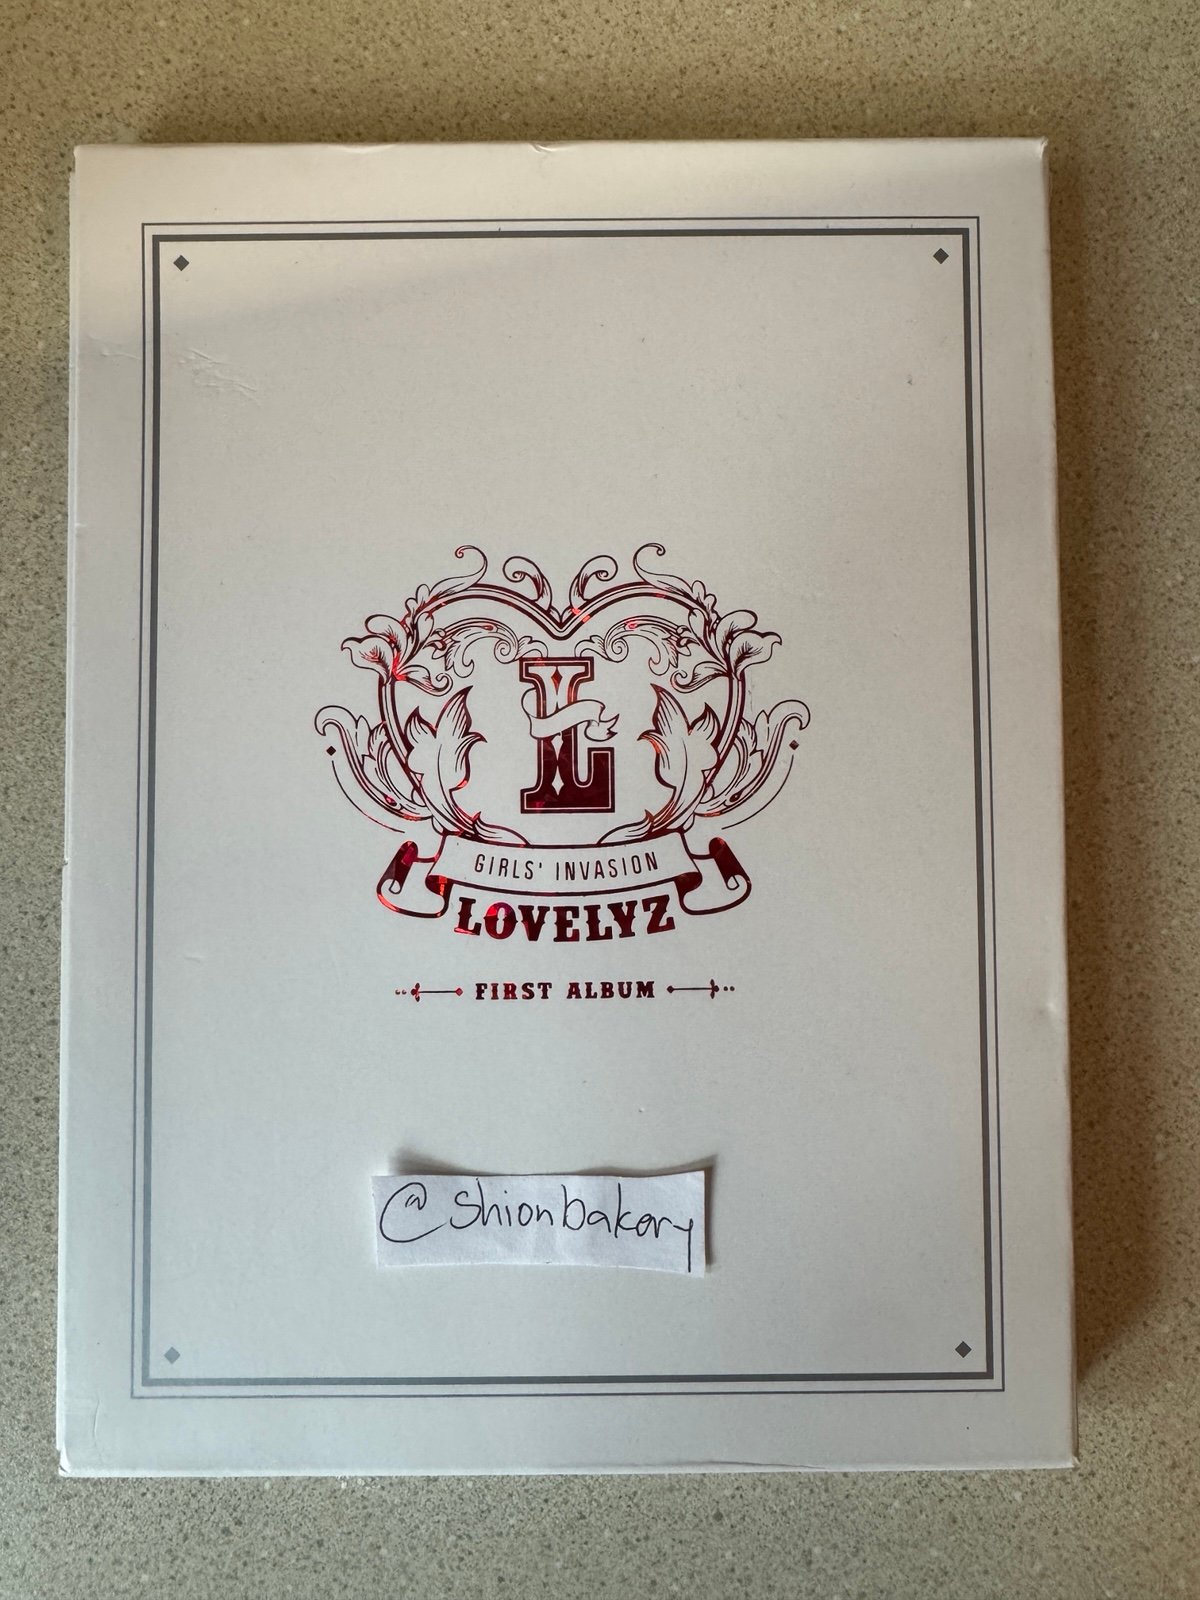 L
GIRLS' INVASION
LOVELYZ
FIRST ALBUM
@shionbakery